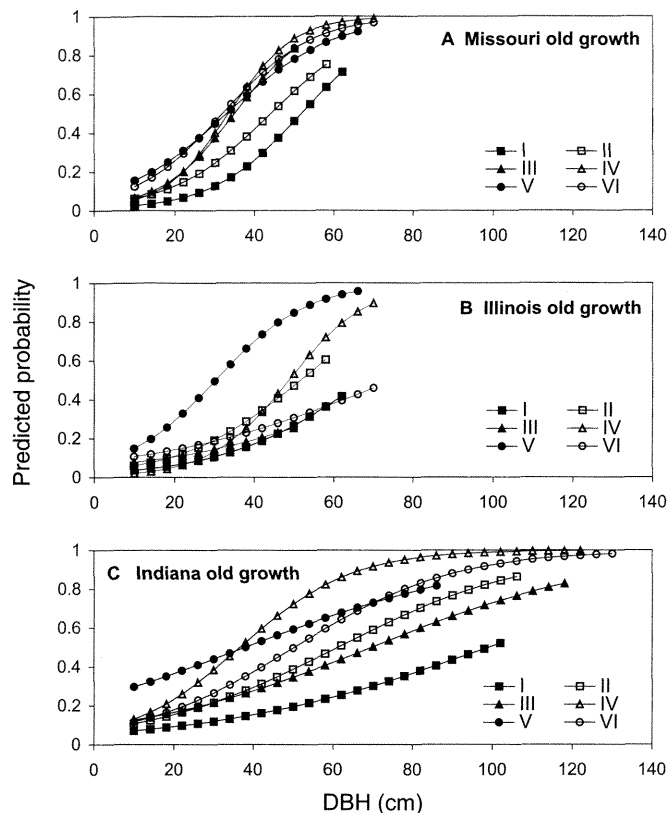 1
A Missouri old growth
0.8
0.6
0.4
I II
0.2
III IV
V VI
0
0 20 40 60 80 100 120 140
1
B Illinois old growth
0.8
0.6
0.4
I II
0.2
III IV
V VI
0
0 20 40 60 80 100 120 140
Predicted probability
1
C Indiana old growth
0.8
0.6
0.4
I II
0.2
III IV
V VI
0
0 20 40 60 80 100 120 140
DBH (cm)